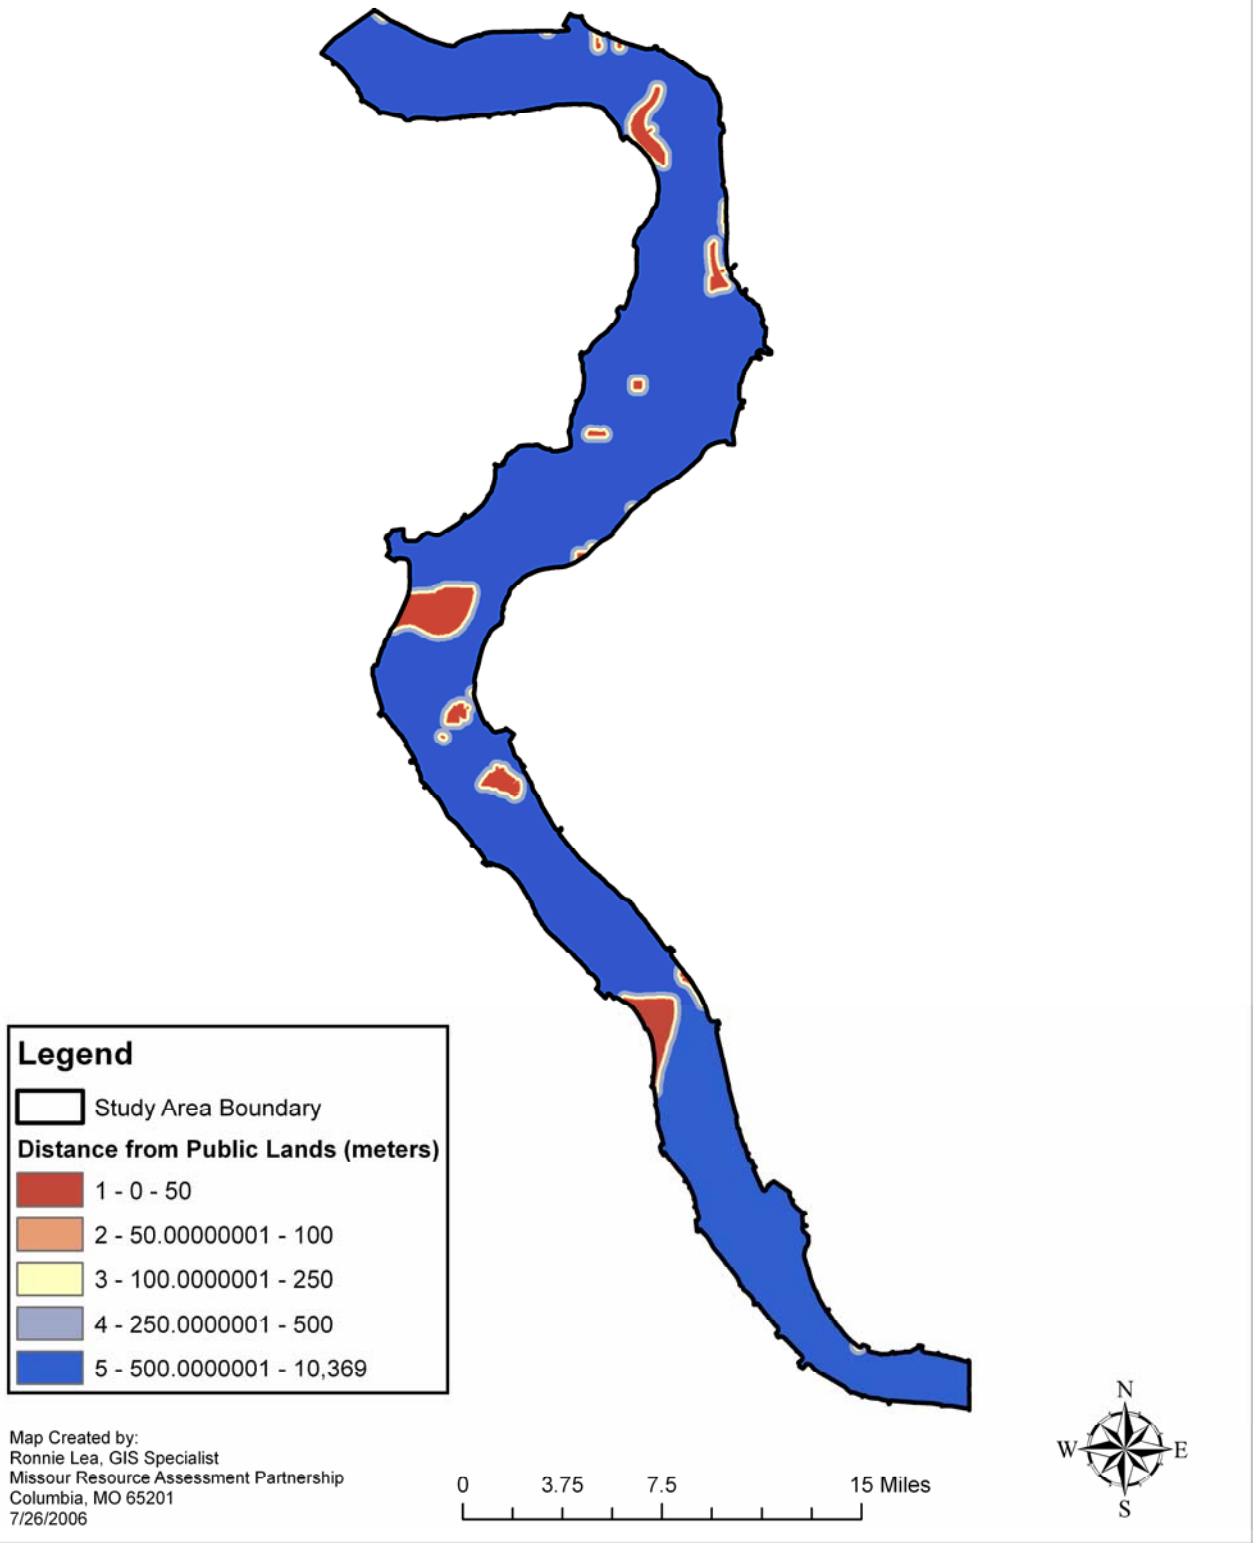 Legend
Study Area Boundary
Distance from Public Lands (meters)
1 - 0 - 50
2 - 50.00000001 - 100
3 - 100.0000001 - 250
4 - 250.0000001 - 500
5 - 500.0000001 - 10,369
Map Created by:
Ronnie Lea, GIS Specialist
Missour Resource Assessment Partnership
Columbia, MO 65201
7/26/2006
0 3.75 7.5 15 Miles
N
W E
S